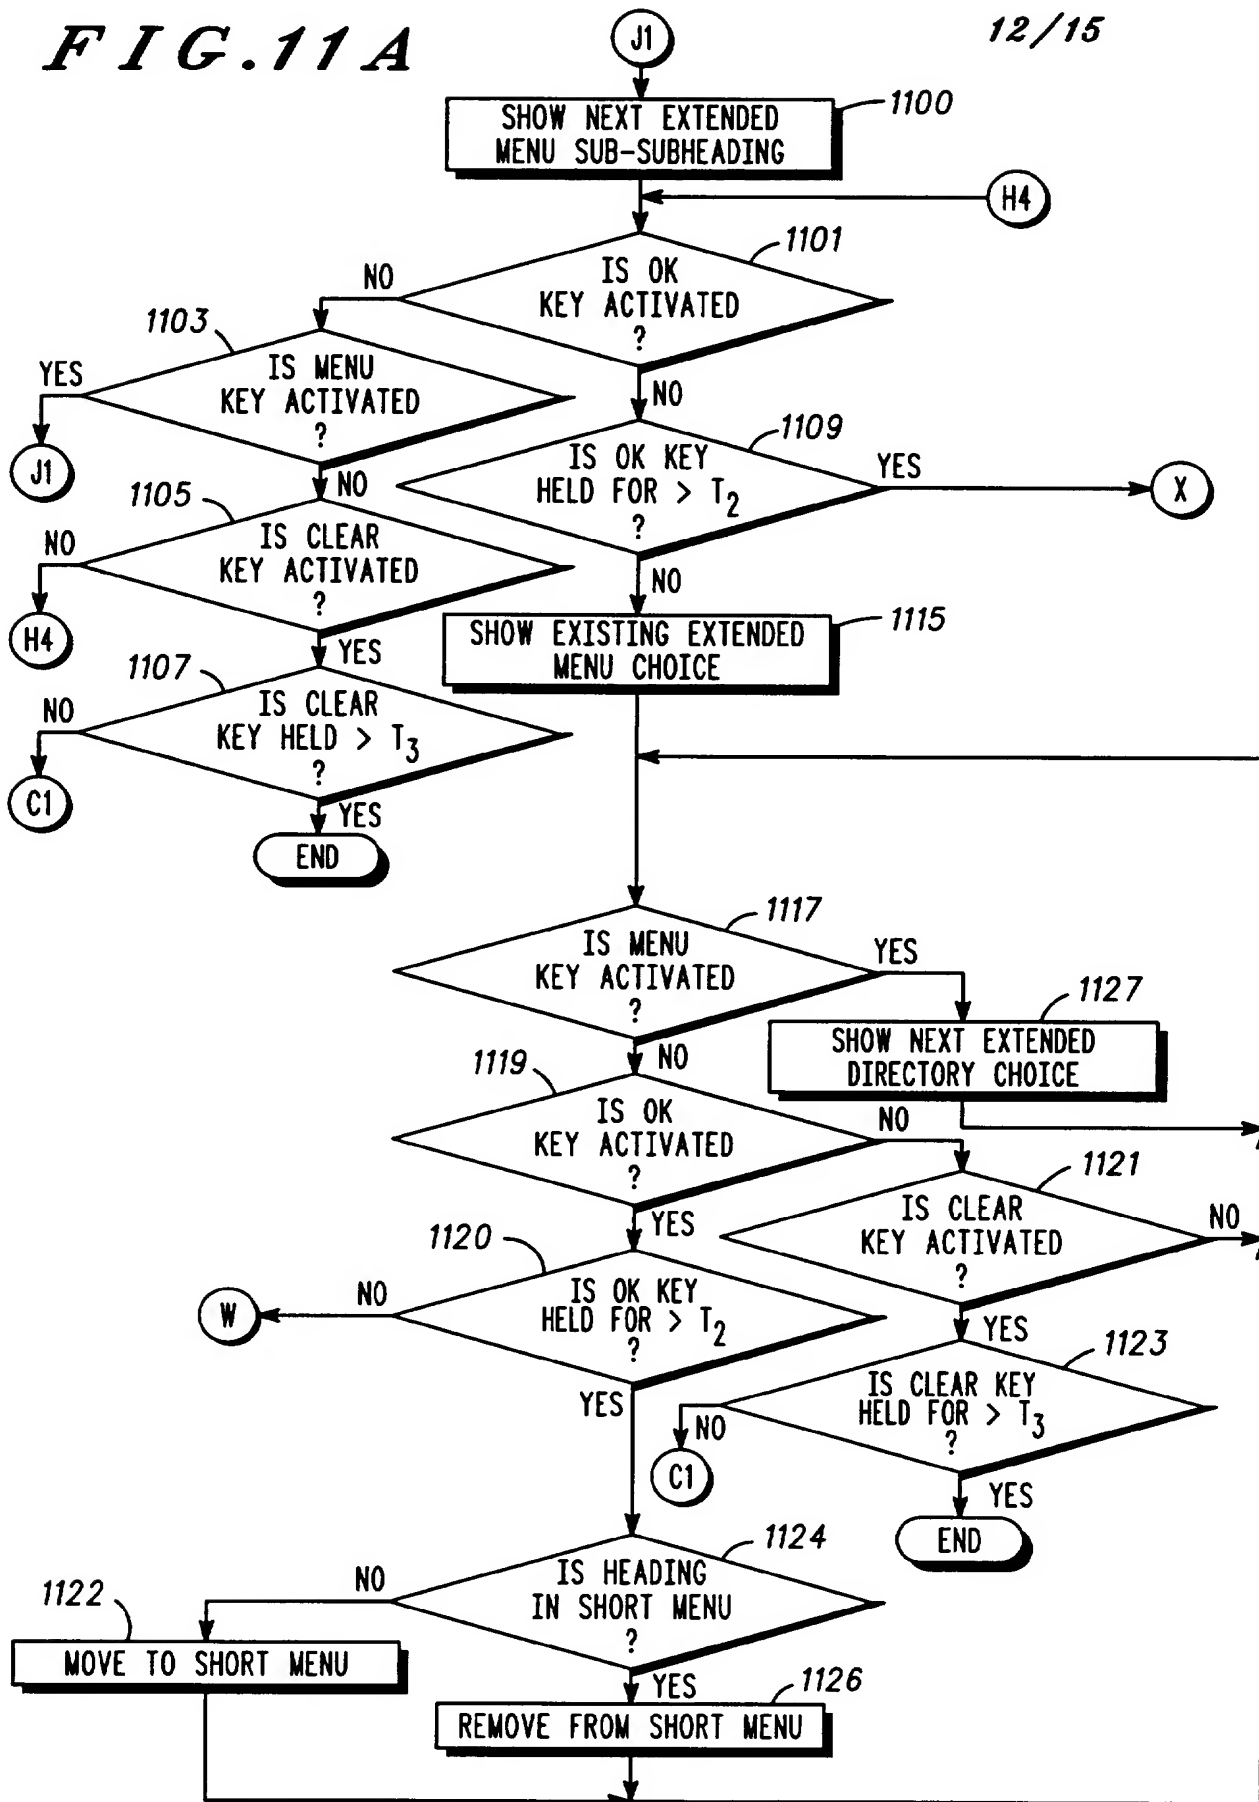 FIG.11A
12/15
J1
1100
SHOW NEXT EXTENDED
MENU SUB-SUBHEADING
H4
1101
IS OK
KEY ACTIVATED
?
NO
NO
1103
IS MENU
KEY ACTIVATED
?
YES
J1
NO
1109
IS OK KEY
HELD FOR > T2
?
YES
X
NO
1105
IS CLEAR
KEY ACTIVATED
?
NO
H4
YES
1115
SHOW EXISTING EXTENDED
MENU CHOICE
1107
IS CLEAR
KEY HELD > T3
?
NO
C1
YES
END
1117
IS MENU
KEY ACTIVATED
?
YES
NO
1127
SHOW NEXT EXTENDED
DIRECTORY CHOICE
1119
IS OK
KEY ACTIVATED
?
NO
YES
1121
IS CLEAR
KEY ACTIVATED
?
NO
YES
1120
IS OK KEY
HELD FOR > T2
?
NO
W
YES
1123
IS CLEAR KEY
HELD FOR > T3
?
NO
C1
YES
END
1124
IS HEADING
IN SHORT MENU
?
NO
YES
1122
MOVE TO SHORT MENU
1126
REMOVE FROM SHORT MENU